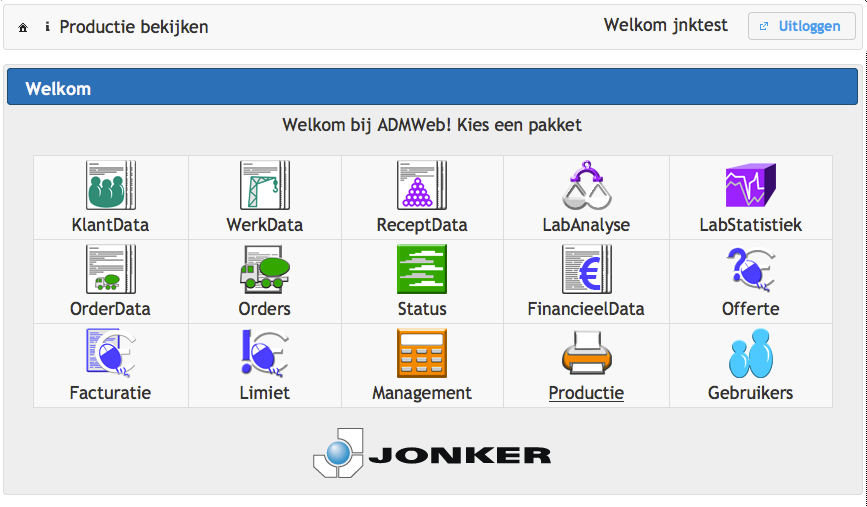 Productie bekijken
Welkom jnktest
Uitloggen
Welkom
Welkom bij ADMWeb! Kies een pakket
KlantData
WerkData
ReceptData
LabAnalyse
LabStatistiek
OrderData
Orders
Status
FinancieelData
Offerte
Facturatie
Limiet
Management
Productie
Gebruikers
JONKER